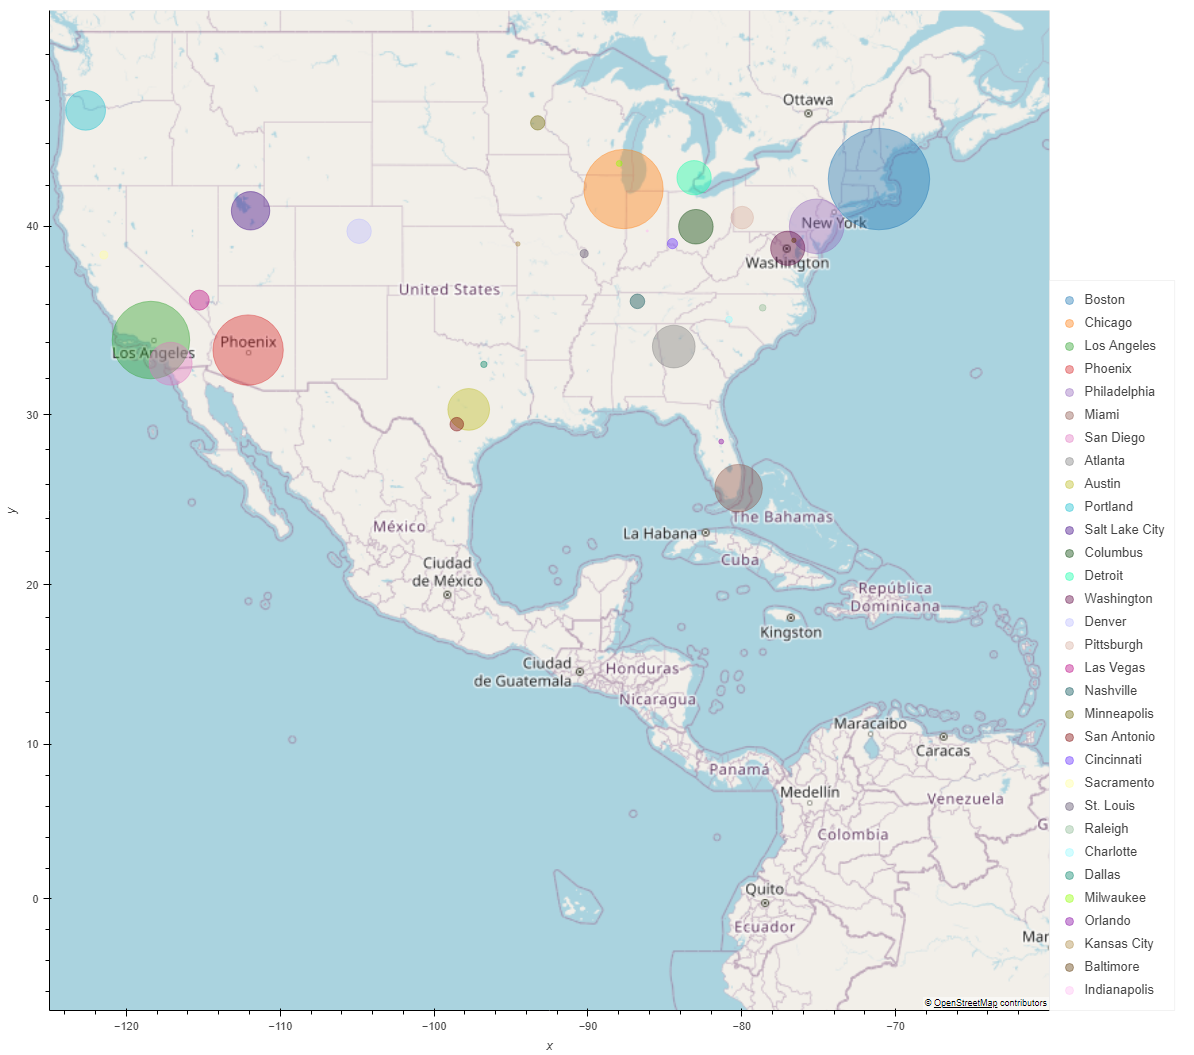 Ottawa
New York
Washington
United States
Phoenix
Los Angeles
México
Ciudad
de México
La Habana
The Bahamas
Cuba
República
Dominicana
Kingston
Ciudad
de Guatemala
Honduras
Nicaragua
Maracaibo
Caracas
Panamá
Medellín
Venezuela
Colombia
G
Quito
Ecuador
Mar
© OpenStreetMap contributors
40
30
20
10
0
y
−120
−110
−100
−90
−80
−70
x
Boston
Chicago
Los Angeles
Phoenix
Philadelphia
Miami
San Diego
Atlanta
Austin
Portland
Salt Lake City
Columbus
Detroit
Washington
Denver
Pittsburgh
Las Vegas
Nashville
Minneapolis
San Antonio
Cincinnati
Sacramento
St. Louis
Raleigh
Charlotte
Dallas
Milwaukee
Orlando
Kansas City
Baltimore
Indianapolis